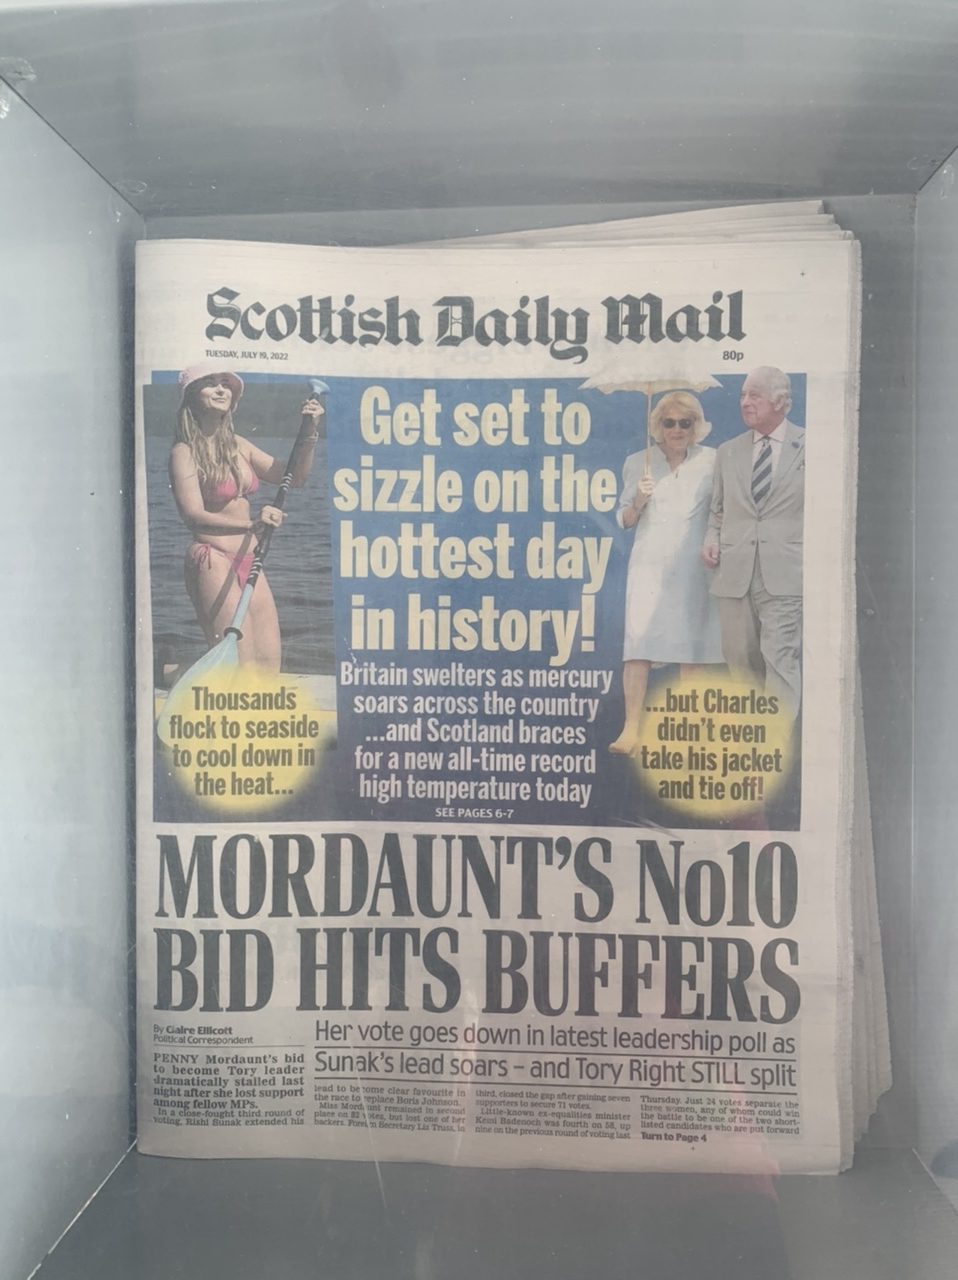 Scottish Daily Mail
TUESDAY, JULY 19, 2022
80p
Get set to
sizzle on the
hottest day
in history!
Britain swelters as mercury
soars across the country
...and Scotland braces
for a new all-time record
high temperature today
SEE PAGES 6-7
Thousands
flock to seaside
to cool down in
the heat...
...but Charles
didn't even
take his jacket
and tie off!
MORDAUNT'S No10
BID HITS BUFFERS
Her vote goes down in latest leadership poll as
Sunak's lead soars – and Tory Right STILL split
By Claire Ellicott
Political Correspondent
PENNY Mordaunt's bid
to become Tory leader
dramatically stalled last
night after she lost support
among fellow MPs.
In a close-fought third round of
voting, Rishi Sunak extended his
lead to become clear favourite in
the race to replace Boris Johnson.
Miss Mordaunt remained in second
place on 82 votes, but lost one of her
backers. Foreign Secretary Liz Truss, in
third, closed the gap after gaining seven
supporters to secure 71 votes.
Little-known ex-equalities minister
Kemi Badenoch was fourth on 58, up
nine on the previous round of voting last
Thursday. Just 24 votes separate the
three women, any of whom could win
the battle to be one of the two short-
listed candidates who are put forward
Turn to Page 4